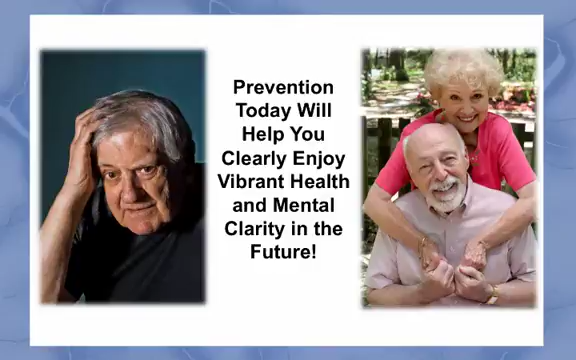 Prevention
Today Will
Help You
Clearly Enjoy
Vibrant Health
and Mental
Clarity in the
Future!